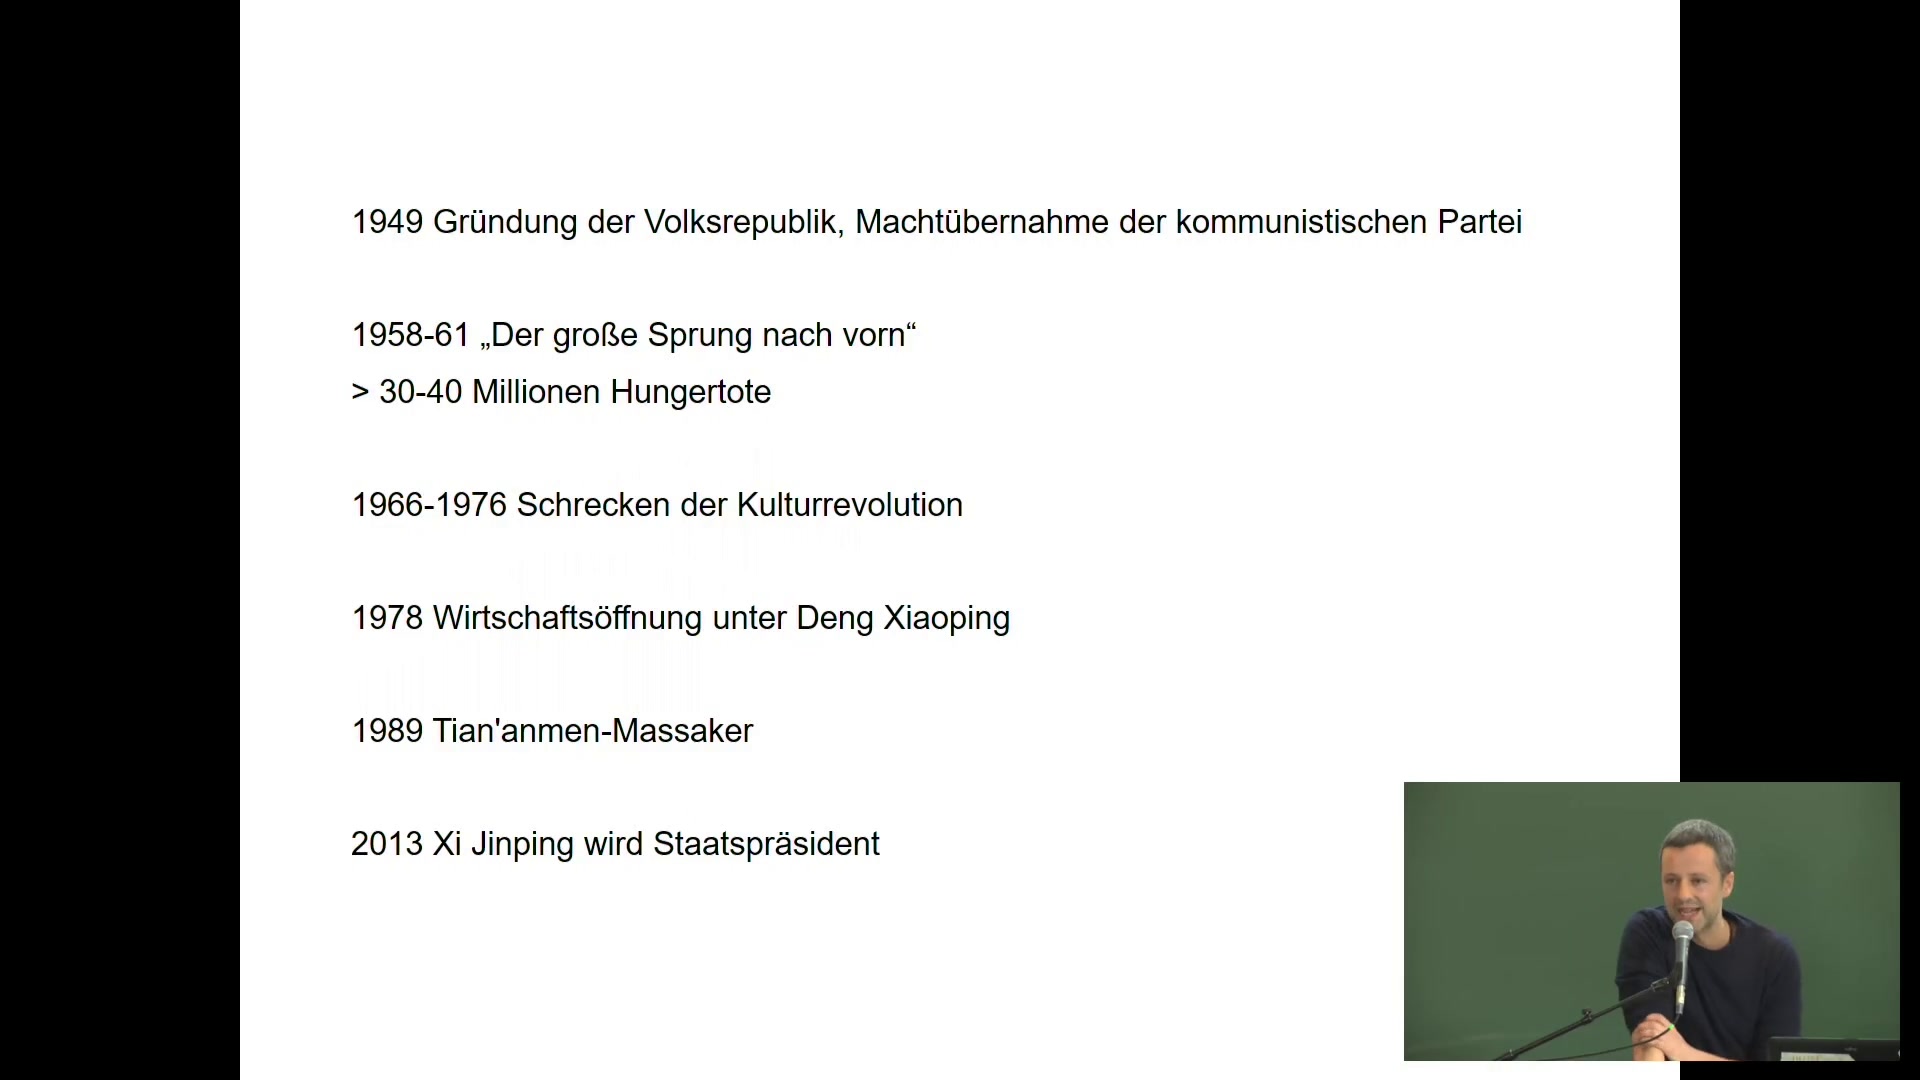 1949 Gründung der Volksrepublik, Machtübernahme der kommunistischen Partei
1958-61 „Der große Sprung nach vorn“
> 30-40 Millionen Hungertote
1966-1976 Schrecken der Kulturrevolution
1978 Wirtschaftsöffnung unter Deng Xiaoping
1989 Tian'anmen-Massaker
2013 Xi Jinping wird Staatspräsident